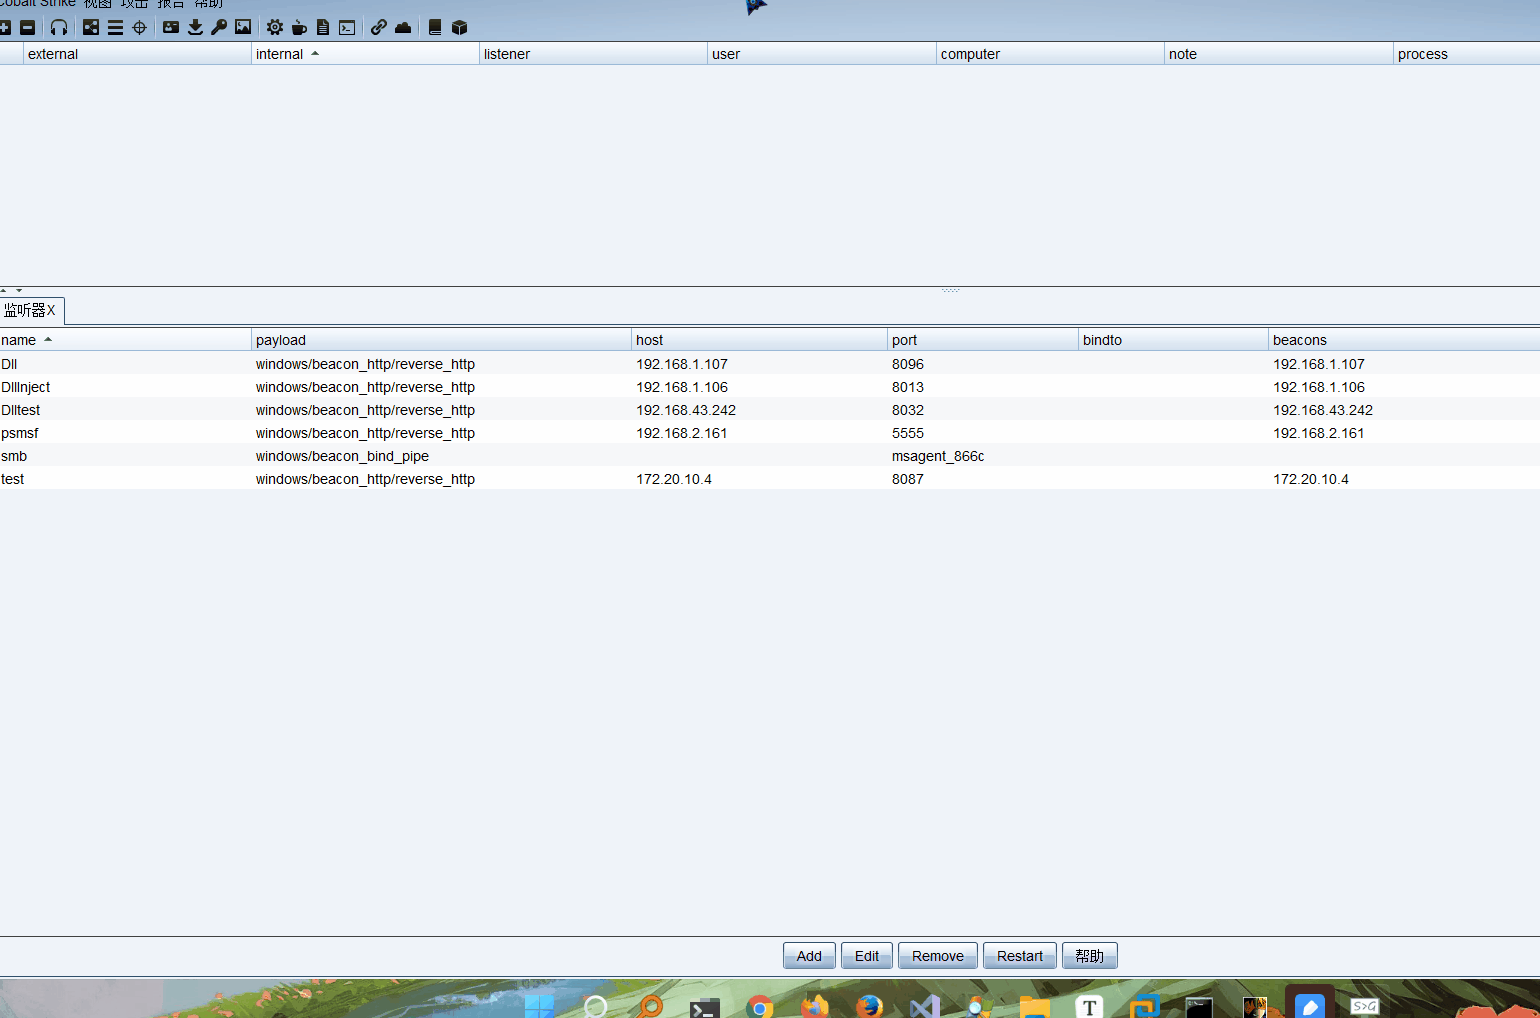 Cobalt Strike 视图 攻击 报告 帮助
external internal listener user computer note process
监听器X
name payload host port bindto beacons
Dll windows/beacon_http/reverse_http 192.168.1.107 8096 192.168.1.107
DllInject windows/beacon_http/reverse_http 192.168.1.106 8013 192.168.1.106
Dlltest windows/beacon_http/reverse_http 192.168.43.242 8032 192.168.43.242
psmsf windows/beacon_http/reverse_http 192.168.2.161 5555 192.168.2.161
smb windows/beacon_bind_pipe msagent_866c
test windows/beacon_http/reverse_http 172.20.10.4 8087 172.20.10.4
Add Edit Remove Restart 帮助
T S>G